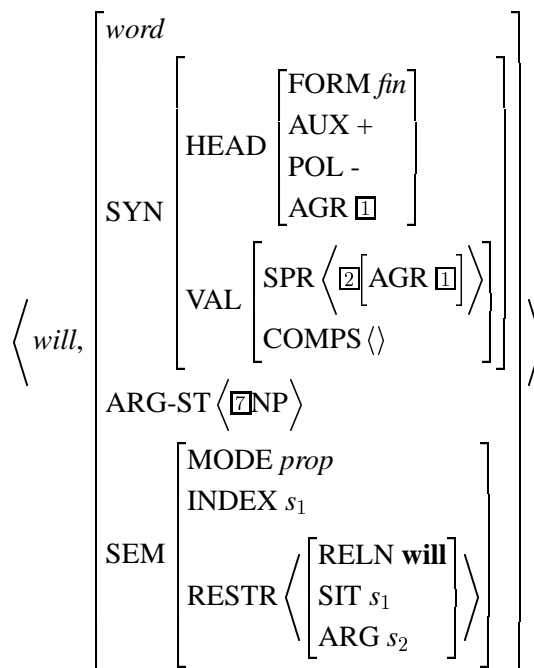 word
FORM fin
AUX +
HEAD
POL -
AGR 1
SYN
SPR ⟨ 2 [ AGR 1 ] ⟩
VAL
COMPS ⟨⟩
⟨ will, ⟩
ARG-ST ⟨ 7 NP ⟩
MODE prop
INDEX s1
SEM
RELN will
RESTR ⟨ SIT s1 ⟩
ARG s2